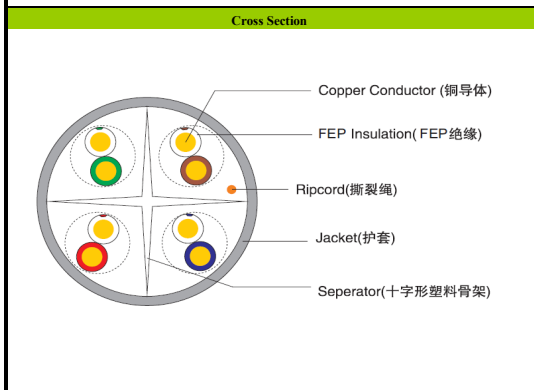 Cross Section
Copper Conductor (铜导体)
FEP Insulation( FEP绝缘)
Ripcord(撕裂绳)
Jacket(护套)
Seperator(十字形塑料骨架)